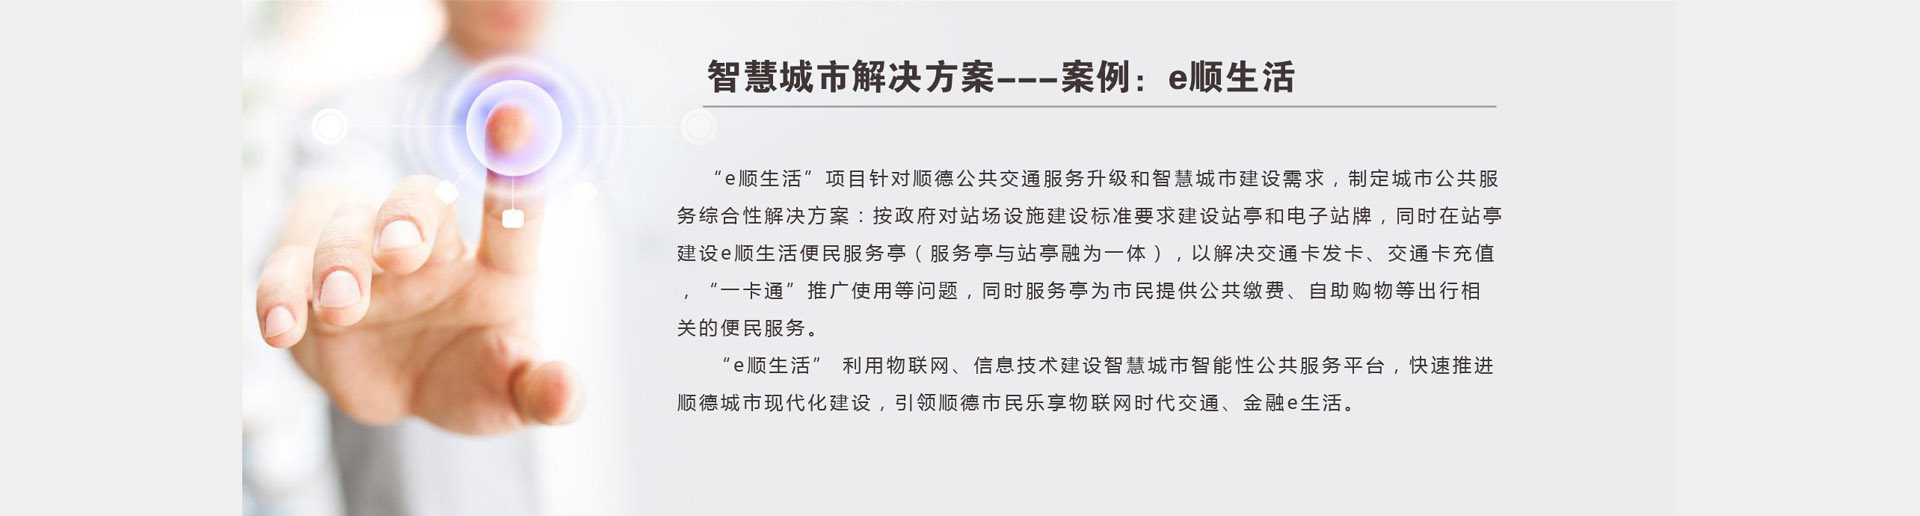 智慧城市解决方案---案例：e顺生活
“e顺生活”项目针对顺德公共交通服务升级和智慧城市建设需求，制定城市公共服
务综合性解决方案：按政府对站场设施建设标准要求建设站亭和电子站牌，同时在站亭
建设e顺生活便民服务亭（服务亭与站亭融为一体），以解决交通卡发卡、交通卡充值
，“一卡通”推广使用等问题，同时服务亭为市民提供公共缴费、自助购物等出行相
关的便民服务。
“e顺生活” 利用物联网、信息技术建设智慧城市智能性公共服务平台，快速推进
顺德城市现代化建设，引领顺德市民乐享物联网时代交通、金融e生活。